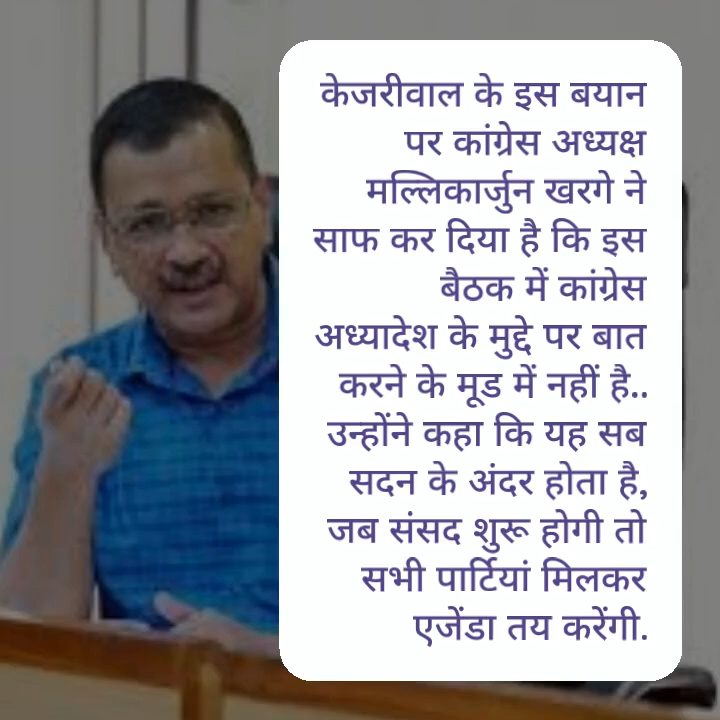 केजरीवाल के इस बयान
पर कांग्रेस अध्यक्ष
मल्लिकार्जुन खरगे ने
साफ कर दिया है कि इस
बैठक में कांग्रेस
अध्यादेश के मुद्दे पर बात
करने के मूड में नहीं है..
उन्होंने कहा कि यह सब
सदन के अंदर होता है,
जब संसद शुरू होगी तो
सभी पार्टियां मिलकर
एजेंडा तय करेंगी.